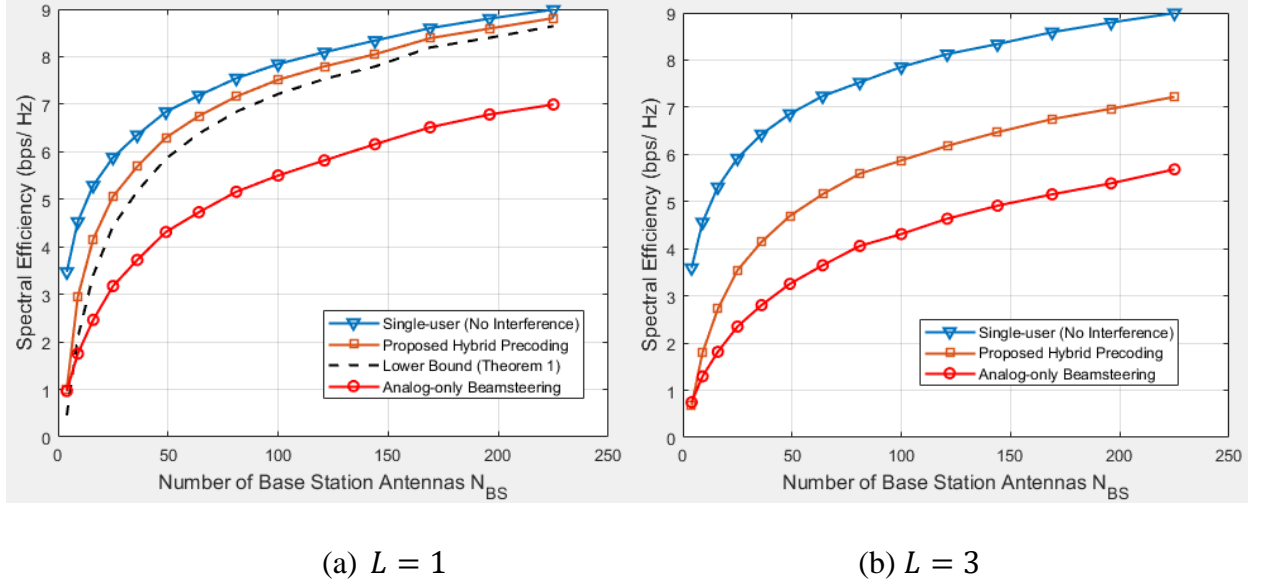 9
8
7
6
5
4
3
2
1
0
Spectral Efficiency (bps/ Hz)
Single-user (No Interference)
Proposed Hybrid Precoding
Lower Bound (Theorem 1)
Analog-only Beamsteering
0 50 100 150 200 250
Number of Base Station Antennas N_BS
(a) L = 1
9
8
7
6
5
4
3
2
1
0
Spectral Efficiency (bps/ Hz)
Single-user (No Interference)
Proposed Hybrid Precoding
Analog-only Beamsteering
0 50 100 150 200 250
Number of Base Station Antennas N_BS
(b) L = 3